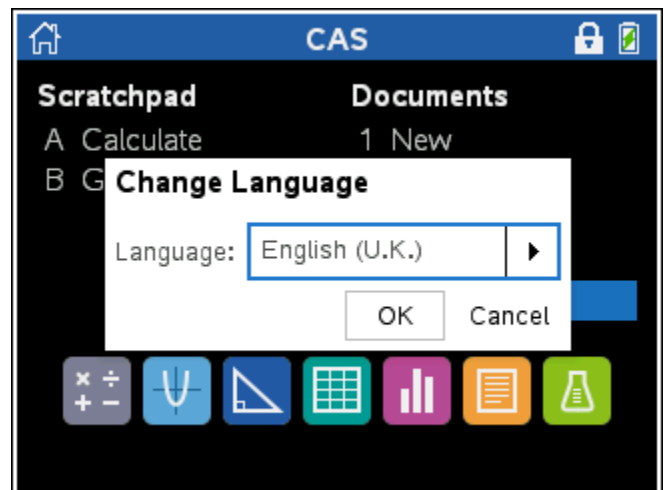 CAS
Scratchpad Documents
A Calculate 1 New
B G
Change Language
Language: English (U.K.)
OK Cancel